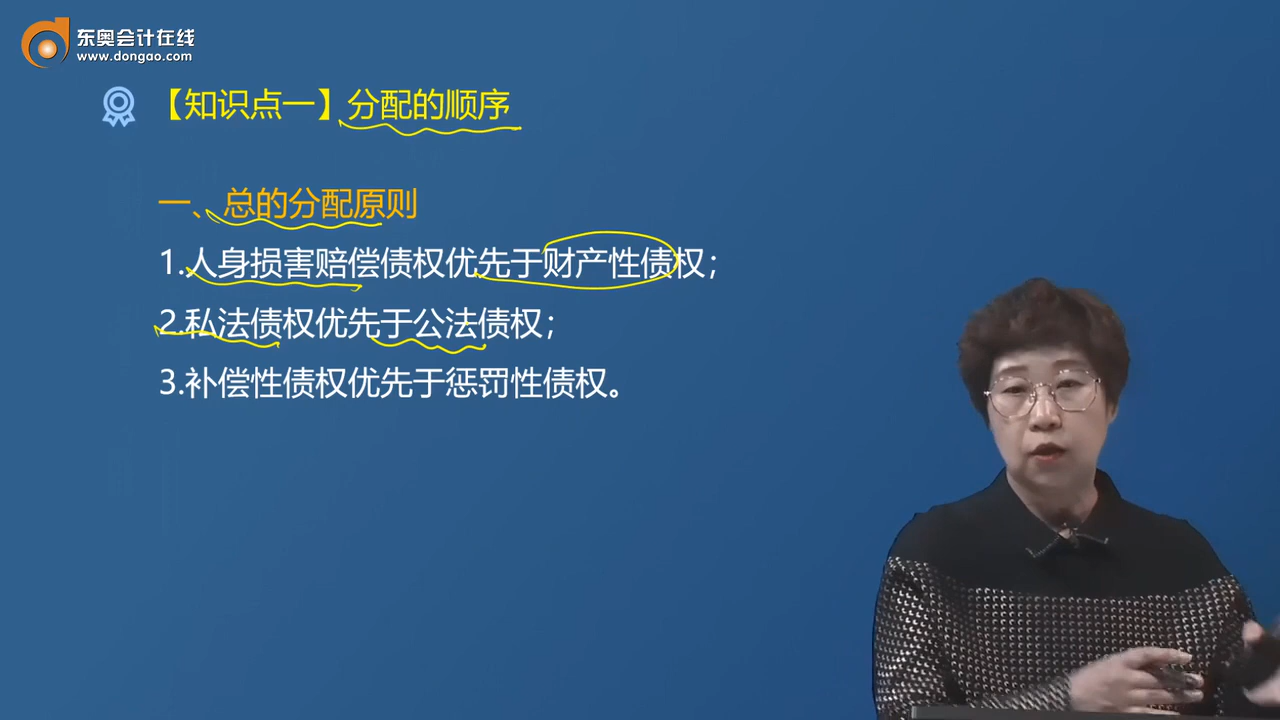 东奥会计在线
www.dongao.com
【知识点一】分配的顺序
一、总的分配原则
1.人身损害赔偿债权优先于财产性债权；
2.私法债权优先于公法债权；
3.补偿性债权优先于惩罚性债权。